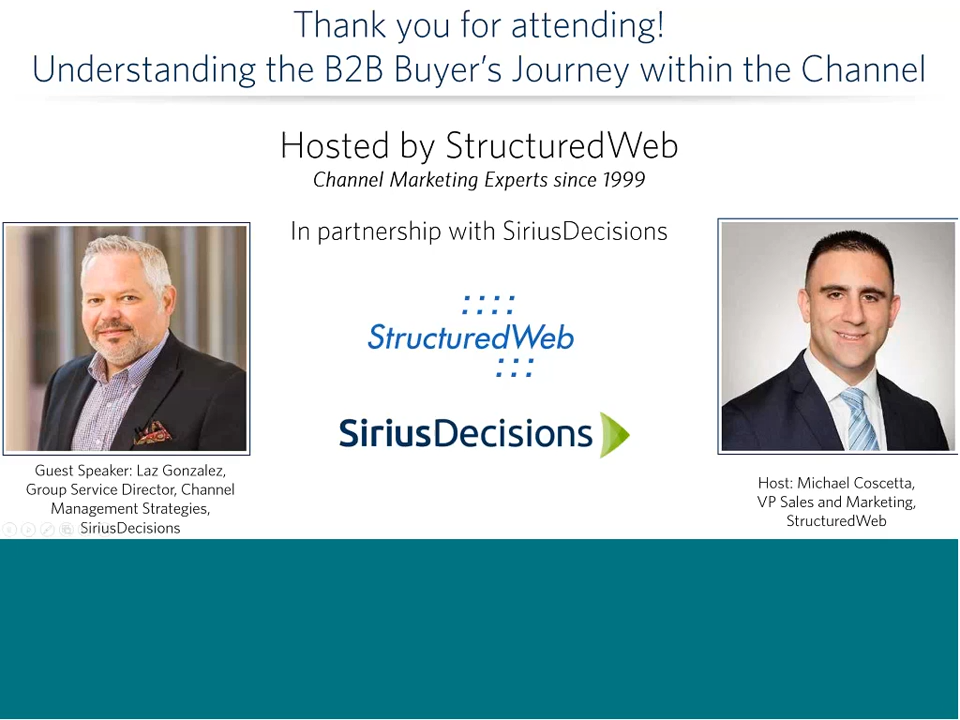 Thank you for attending!
Understanding the B2B Buyer's Journey within the Channel
Hosted by StructuredWeb
Channel Marketing Experts since 1999
In partnership with SiriusDecisions
StructuredWeb
SiriusDecisions
Guest Speaker: Laz Gonzalez,
Group Service Director, Channel
Management Strategies,
SiriusDecisions
Host: Michael Coscetta,
VP Sales and Marketing,
StructuredWeb